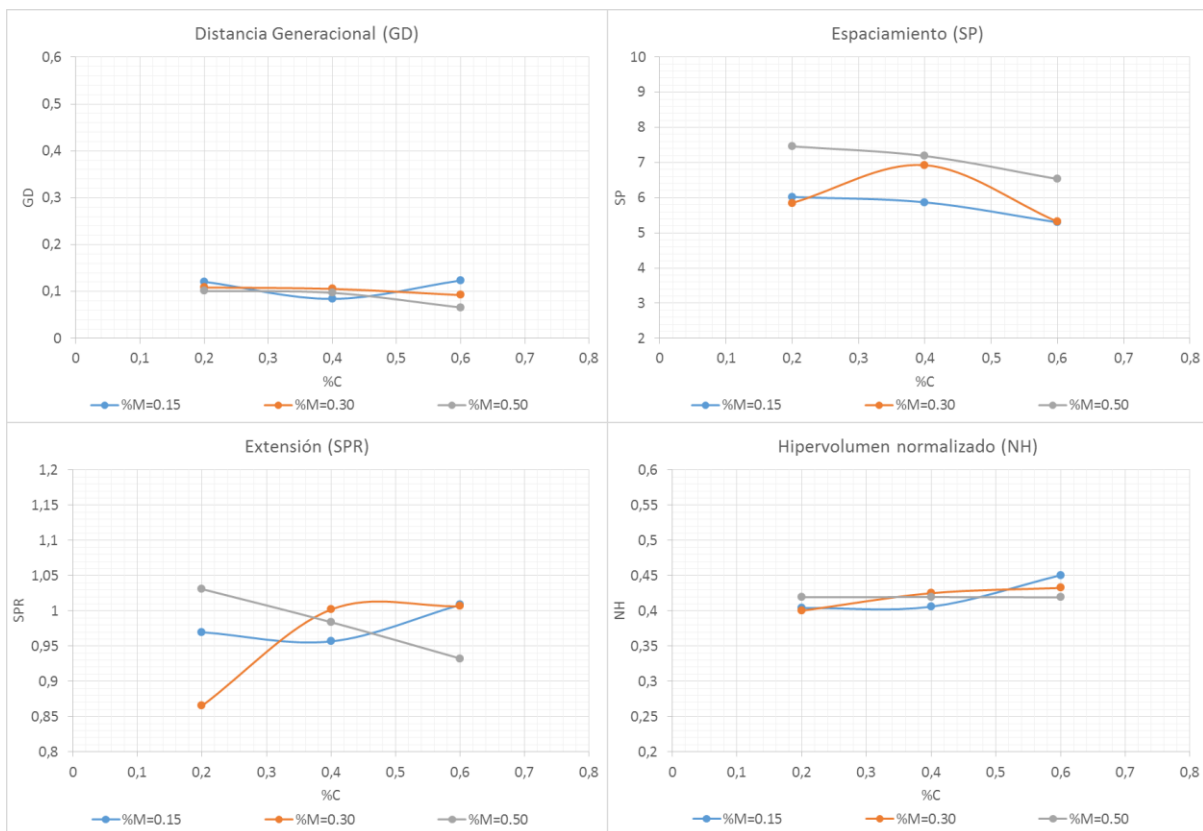 Distancia Generacional (GD)
0,6
0,5
0,4
0,3
0,2
0,1
0
GD
0 0,1 0,2 0,3 0,4 0,5 0,6 0,7 0,8
%C
%M=0.15 %M=0.30 %M=0.50
Espaciamiento (SP)
10
9
8
7
6
5
4
3
2
SP
0 0,1 0,2 0,3 0,4 0,5 0,6 0,7 0,8
%C
%M=0.15 %M=0.30 %M=0.50
Extensión (SPR)
1,2
1,15
1,1
1,05
1
0,95
0,9
0,85
0,8
SPR
0 0,1 0,2 0,3 0,4 0,5 0,6 0,7 0,8
%C
%M=0.15 %M=0.30 %M=0.50
Hipervolumen normalizado (NH)
0,6
0,55
0,5
0,45
0,4
0,35
0,3
0,25
0,2
NH
0 0,1 0,2 0,3 0,4 0,5 0,6 0,7 0,8
%C
%M=0.15 %M=0.30 %M=0.50